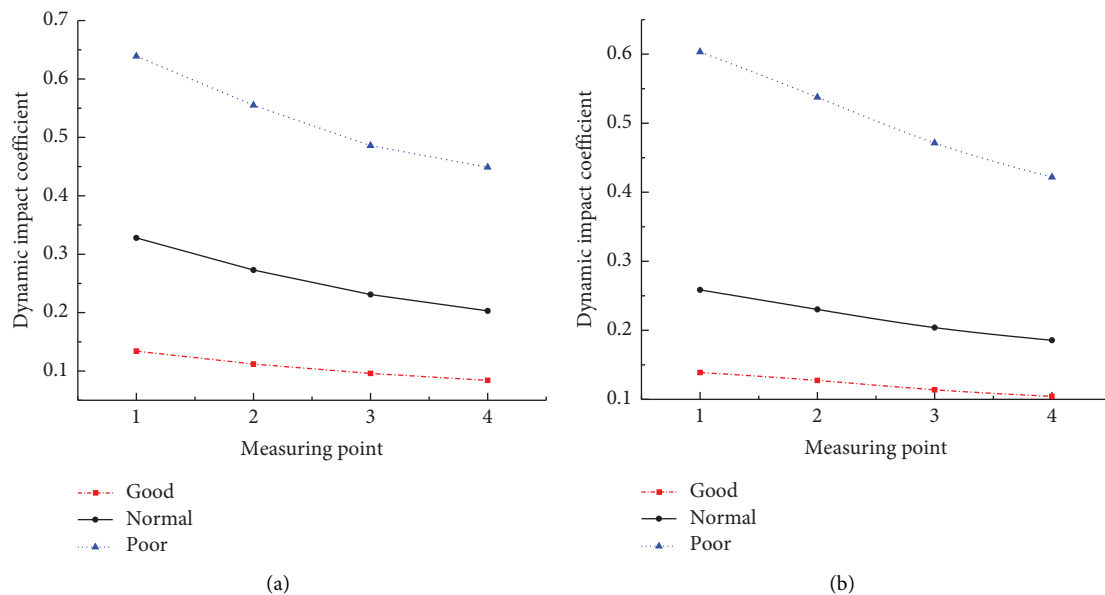 0.7
0.6
0.5
0.4
0.3
0.2
0.1
Dynamic impact coefficient
1 2 3 4
Measuring point
Good
Normal
Poor
(a)
0.6
0.5
0.4
0.3
0.2
0.1
Dynamic impact coefficient
1 2 3 4
Measuring point
Good
Normal
Poor
(b)